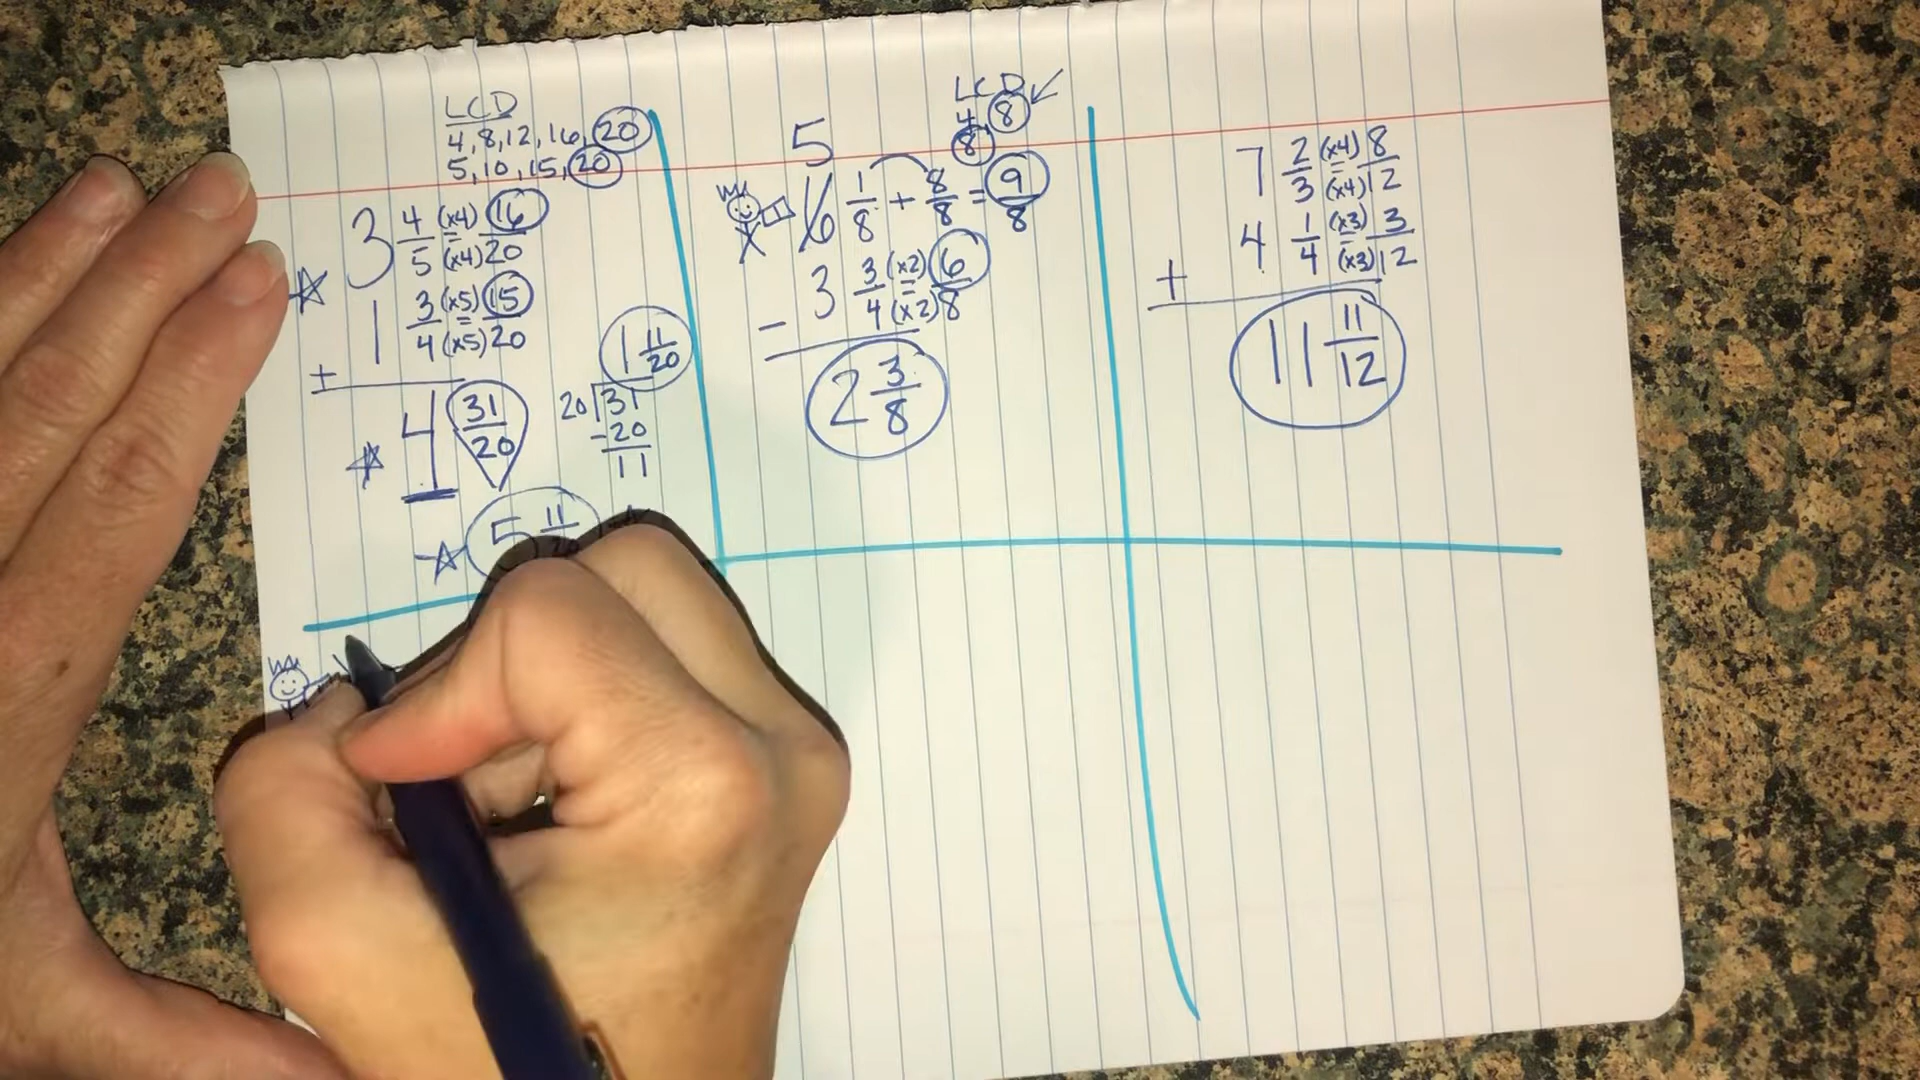 LCD
4, 8, 12, 16, 20
5, 10, 15, 20
3 4/5 (x4)/(x4) = 16/20
1 3/4 (x5)/(x5) = 15/20
+
4 31/20
1 11/20
20 31
-20
11
5 11/20
LCD
4, 8
8
5
6 1/8 + 8/8 = 9/8
3 3/4 (x2)/(x2) = 6/8
-
2 3/8
7 2/3 (x4)/(x4) = 8/12
4 1/4 (x3)/(x3) = 3/12
+
11 11/12